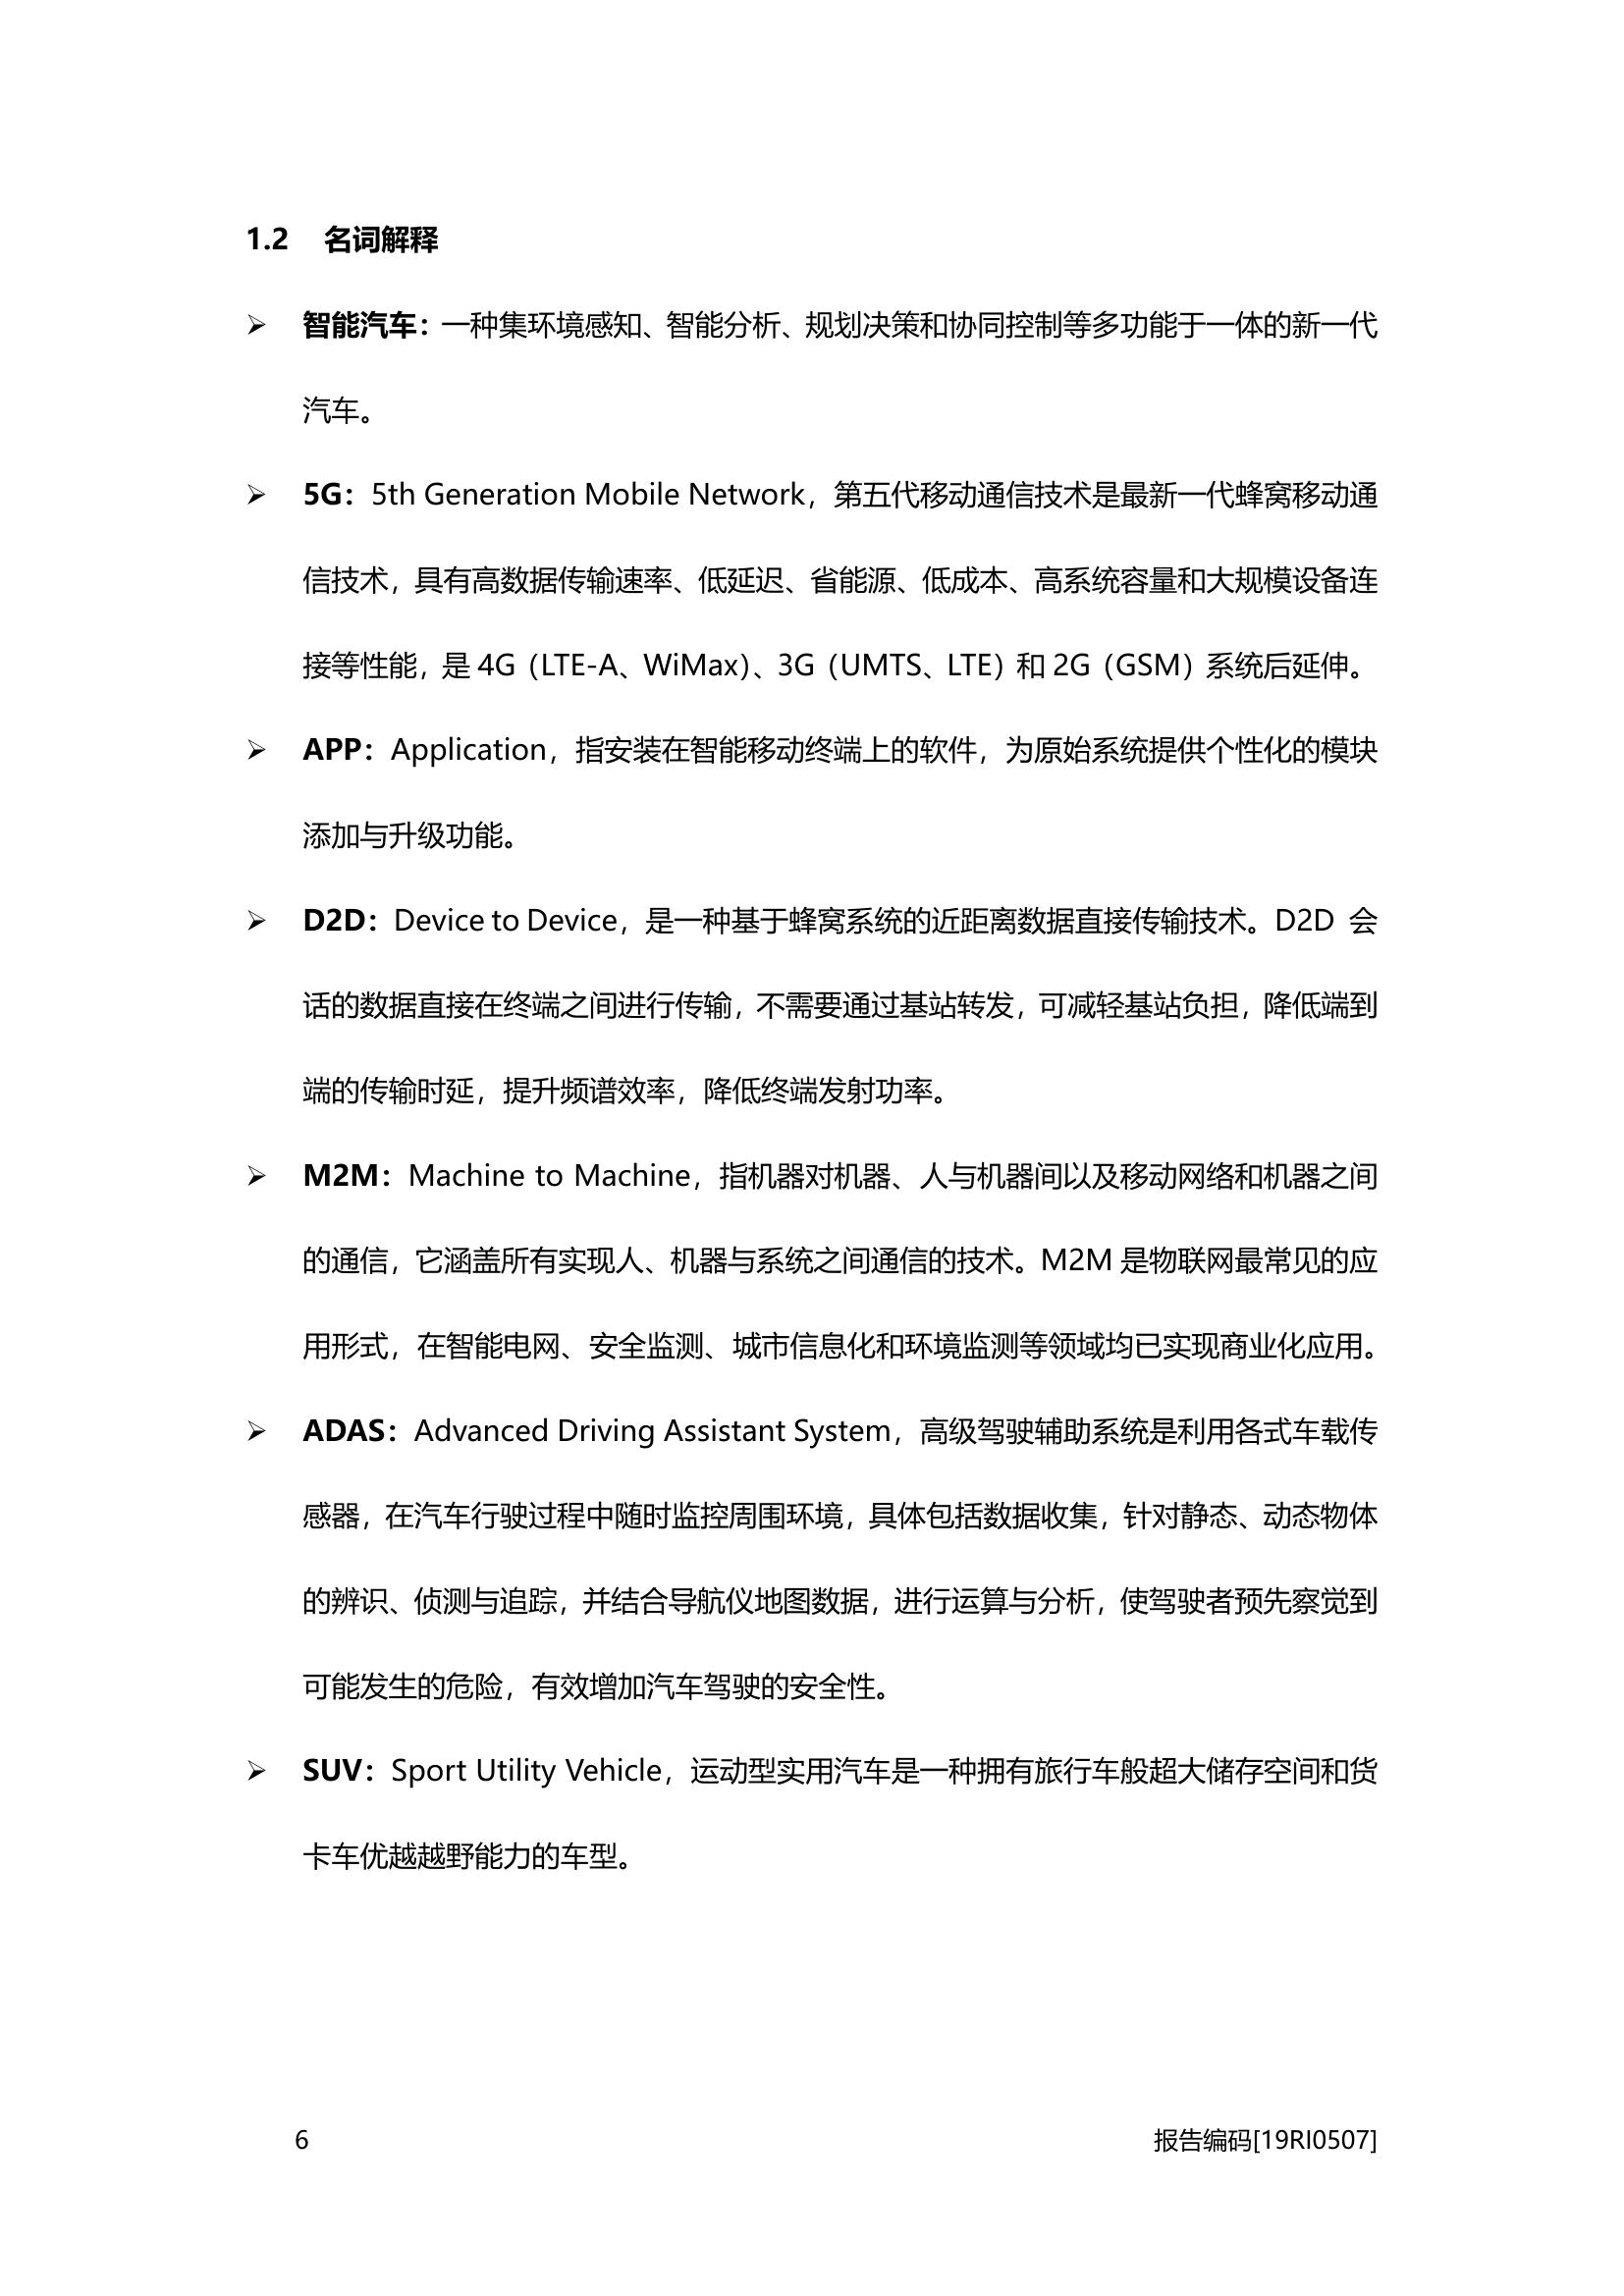 1.2 名词解释
➢ 智能汽车：一种集环境感知、智能分析、规划决策和协同控制等多功能于一体的新一代
汽车。
➢ 5G：5th Generation Mobile Network，第五代移动通信技术是最新一代蜂窝移动通
信技术，具有高数据传输速率、低延迟、省能源、低成本、高系统容量和大规模设备连
接等性能，是 4G（LTE-A、WiMax）、3G（UMTS、LTE）和 2G（GSM）系统后延伸。
➢ APP：Application，指安装在智能移动终端上的软件，为原始系统提供个性化的模块
添加与升级功能。
➢ D2D：Device to Device，是一种基于蜂窝系统的近距离数据直接传输技术。D2D 会
话的数据直接在终端之间进行传输，不需要通过基站转发，可减轻基站负担，降低端到
端的传输时延，提升频谱效率，降低终端发射功率。
➢ M2M：Machine to Machine，指机器对机器、人与机器间以及移动网络和机器之间
的通信，它涵盖所有实现人、机器与系统之间通信的技术。M2M 是物联网最常见的应
用形式，在智能电网、安全监测、城市信息化和环境监测等领域均已实现商业化应用。
➢ ADAS：Advanced Driving Assistant System，高级驾驶辅助系统是利用各式车载传
感器，在汽车行驶过程中随时监控周围环境，具体包括数据收集，针对静态、动态物体
的辨识、侦测与追踪，并结合导航仪地图数据，进行运算与分析，使驾驶者预先察觉到
可能发生的危险，有效增加汽车驾驶的安全性。
➢ SUV：Sport Utility Vehicle，运动型实用汽车是一种拥有旅行车般超大储存空间和货
卡车优越越野能力的车型。
6 报告编码[19RI0507]